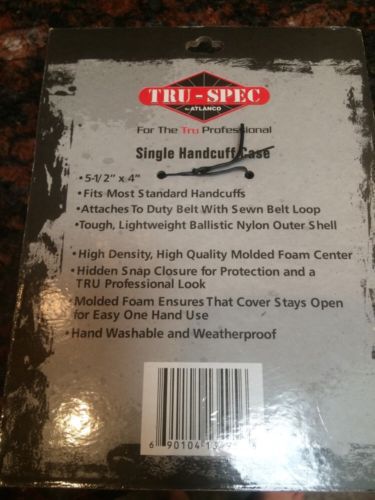 TRU-SPEC
By ATLANCO
For The Tru Professional
Single Handcuff Case
• 5-1/2" x 4"
• Fits Most Standard Handcuffs
• Attaches To Duty Belt With Sewn Belt Loop
• Tough, Lightweight Ballistic Nylon Outer Shell
• High Density, High Quality Molded Foam Center
• Hidden Snap Closure for Protection and a
TRU Professional Look
• Molded Foam Ensures That Cover Stays Open
for Easy One Hand Use
• Hand Washable and Weatherproof
6 90104